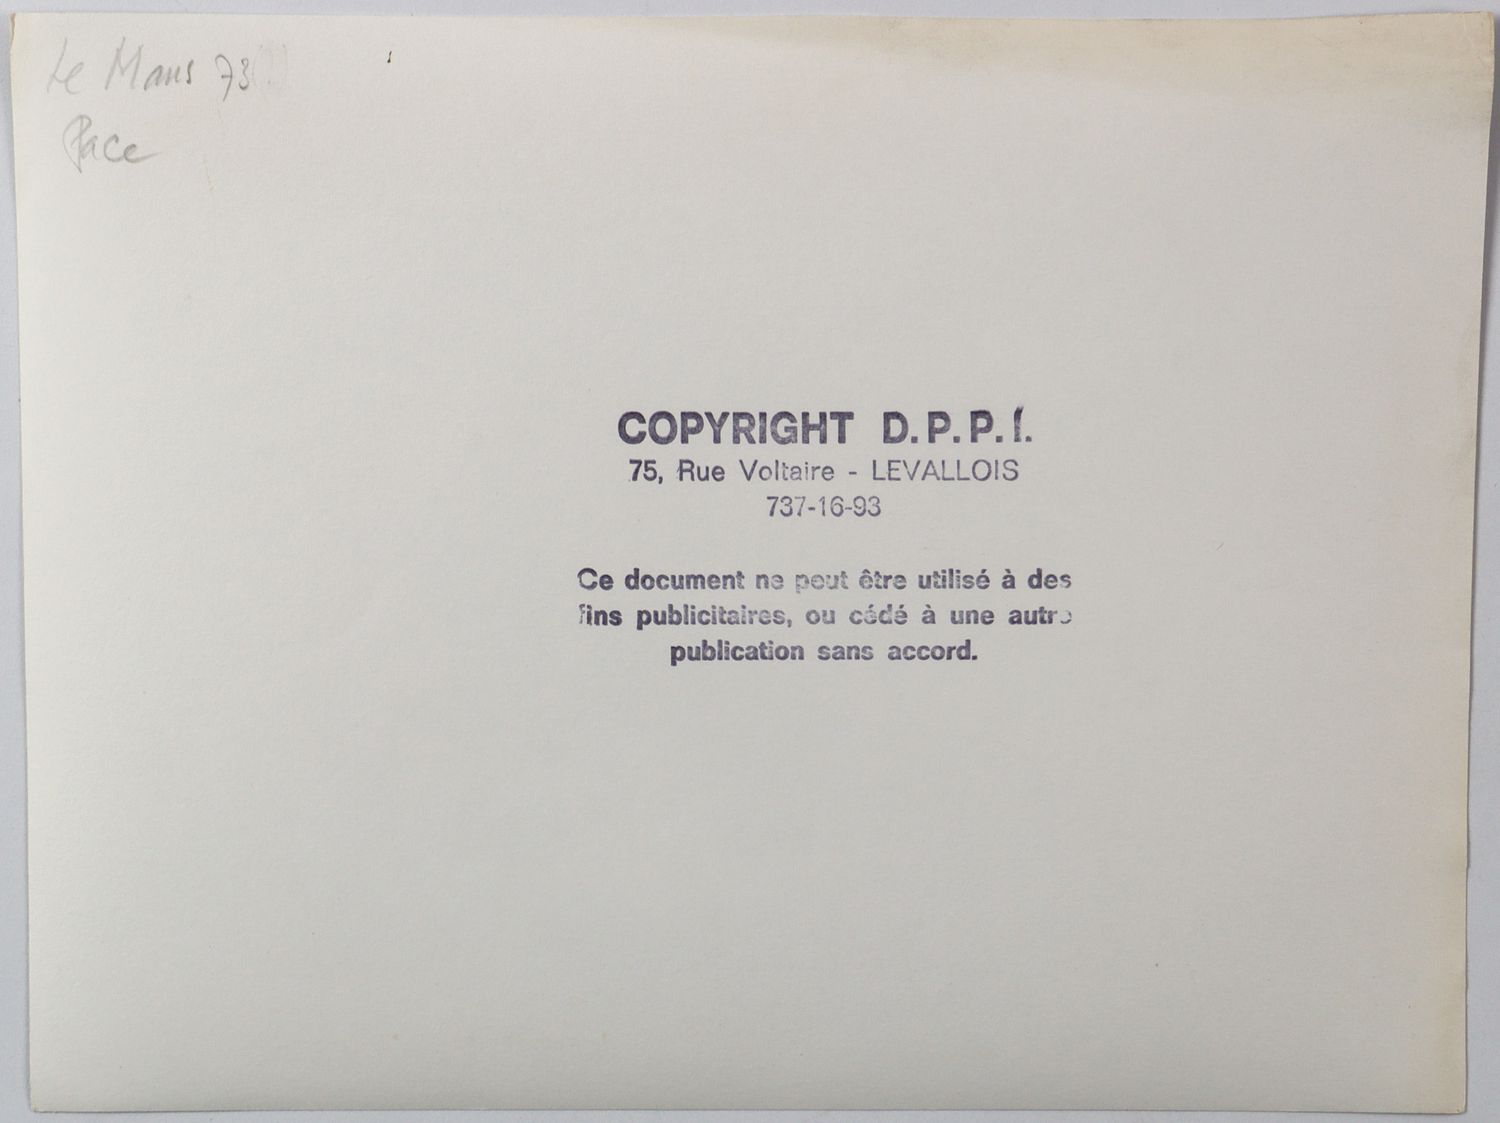 Le Mans 73
Pace
COPYRIGHT D.P.P.I.
75, Rue Voltaire - LEVALLOIS
737-16-93
Ce document ne peut être utilisé à des
fins publicitaires, ou cédé à une autre
publication sans accord.